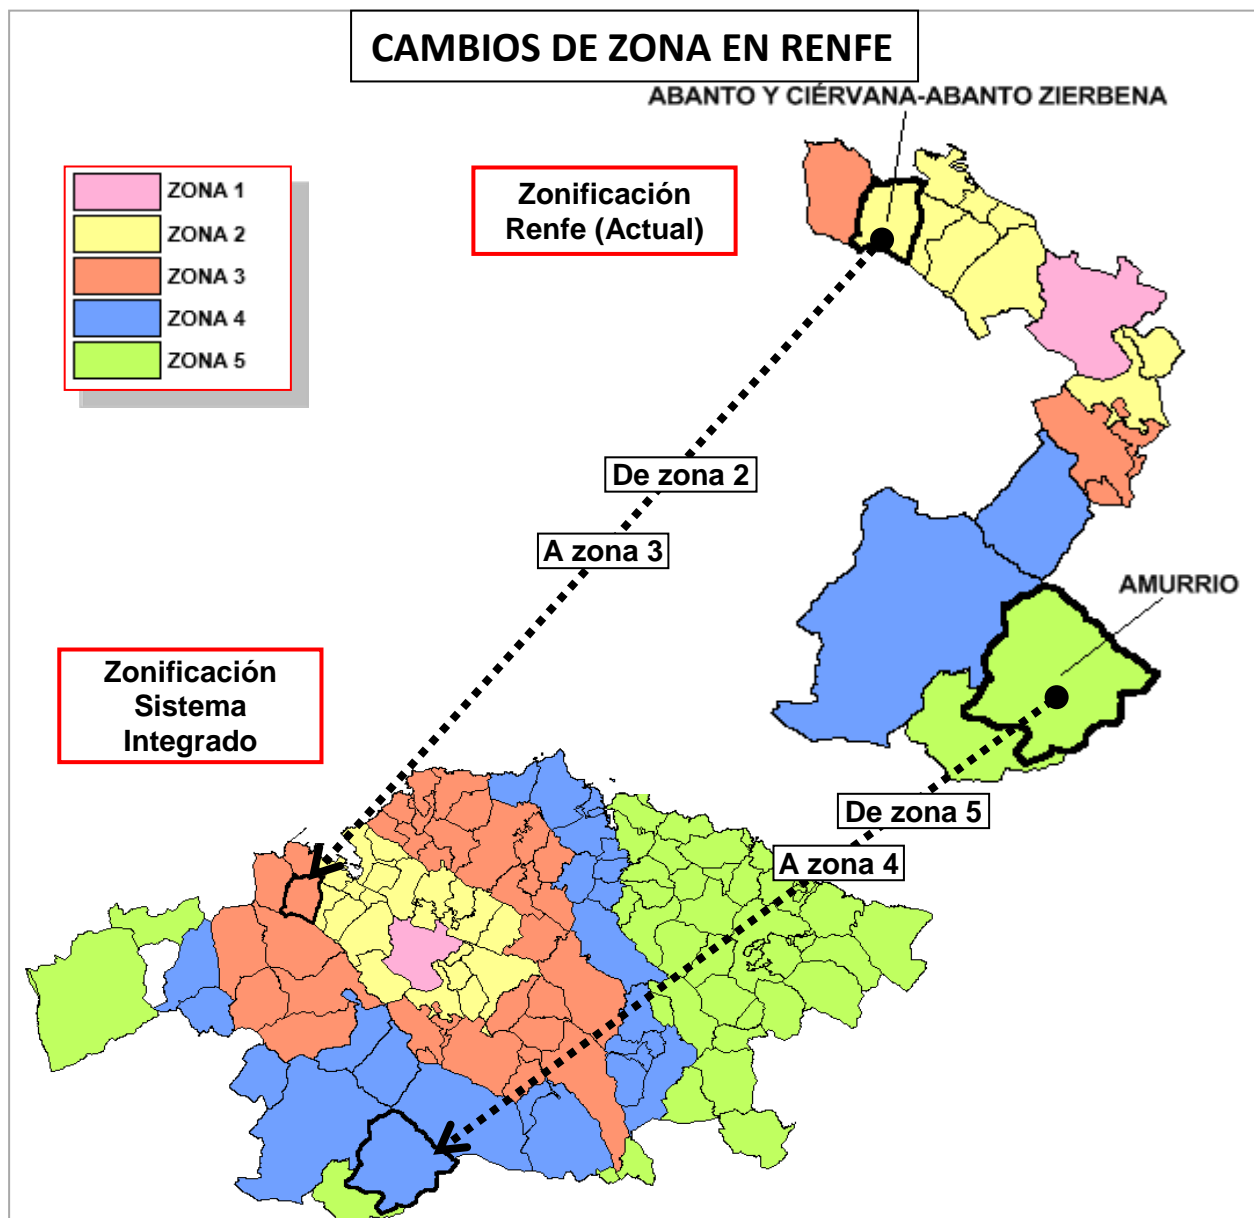 CAMBIOS DE ZONA EN RENFE
ABANTO Y CIÉRVANA-ABANTO ZIERBENA
ZONA 1
ZONA 2
ZONA 3
ZONA 4
ZONA 5
Zonificación
Renfe (Actual)
De zona 2
A zona 3
AMURRIO
Zonificación
Sistema
Integrado
De zona 5
A zona 4